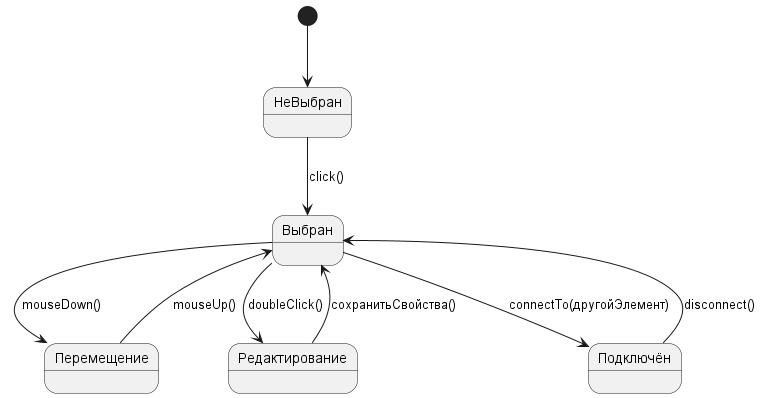 НеВыбран
click()
Выбран
mouseDown()
mouseUp()
doubleClick()
сохранитьСвойства()
connectTo(другойЭлемент)
disconnect()
Перемещение
Редактирование
Подключён